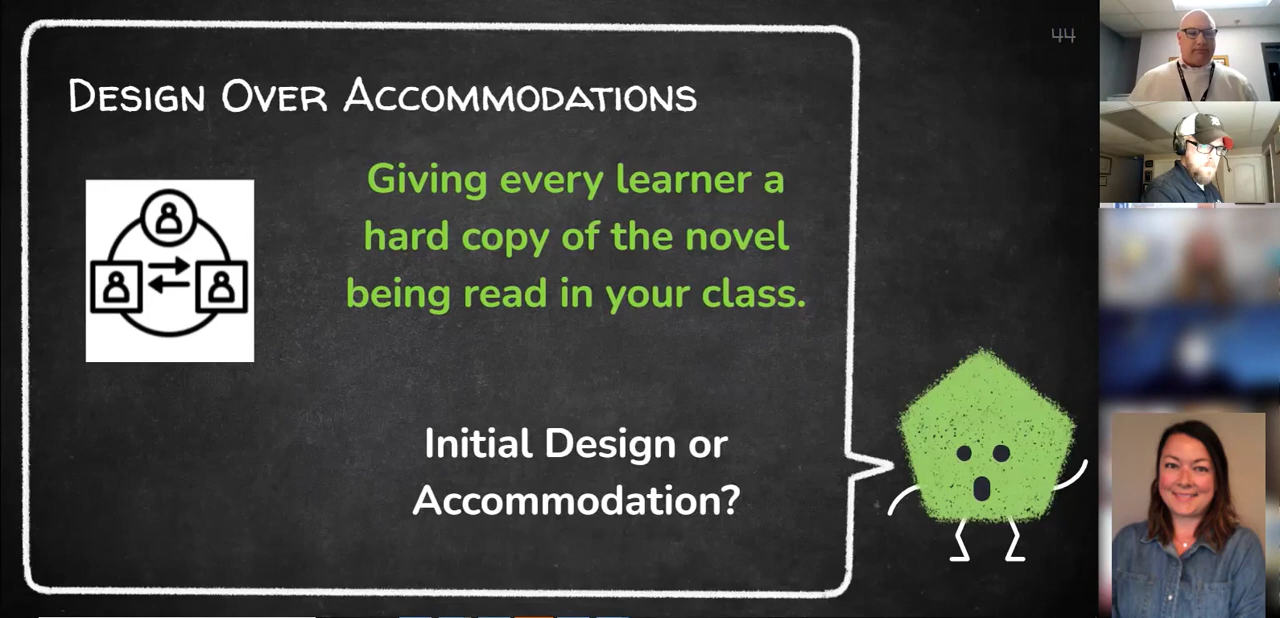 44
Design Over Accommodations
Giving every learner a
hard copy of the novel
being read in your class.
Initial Design or
Accommodation?